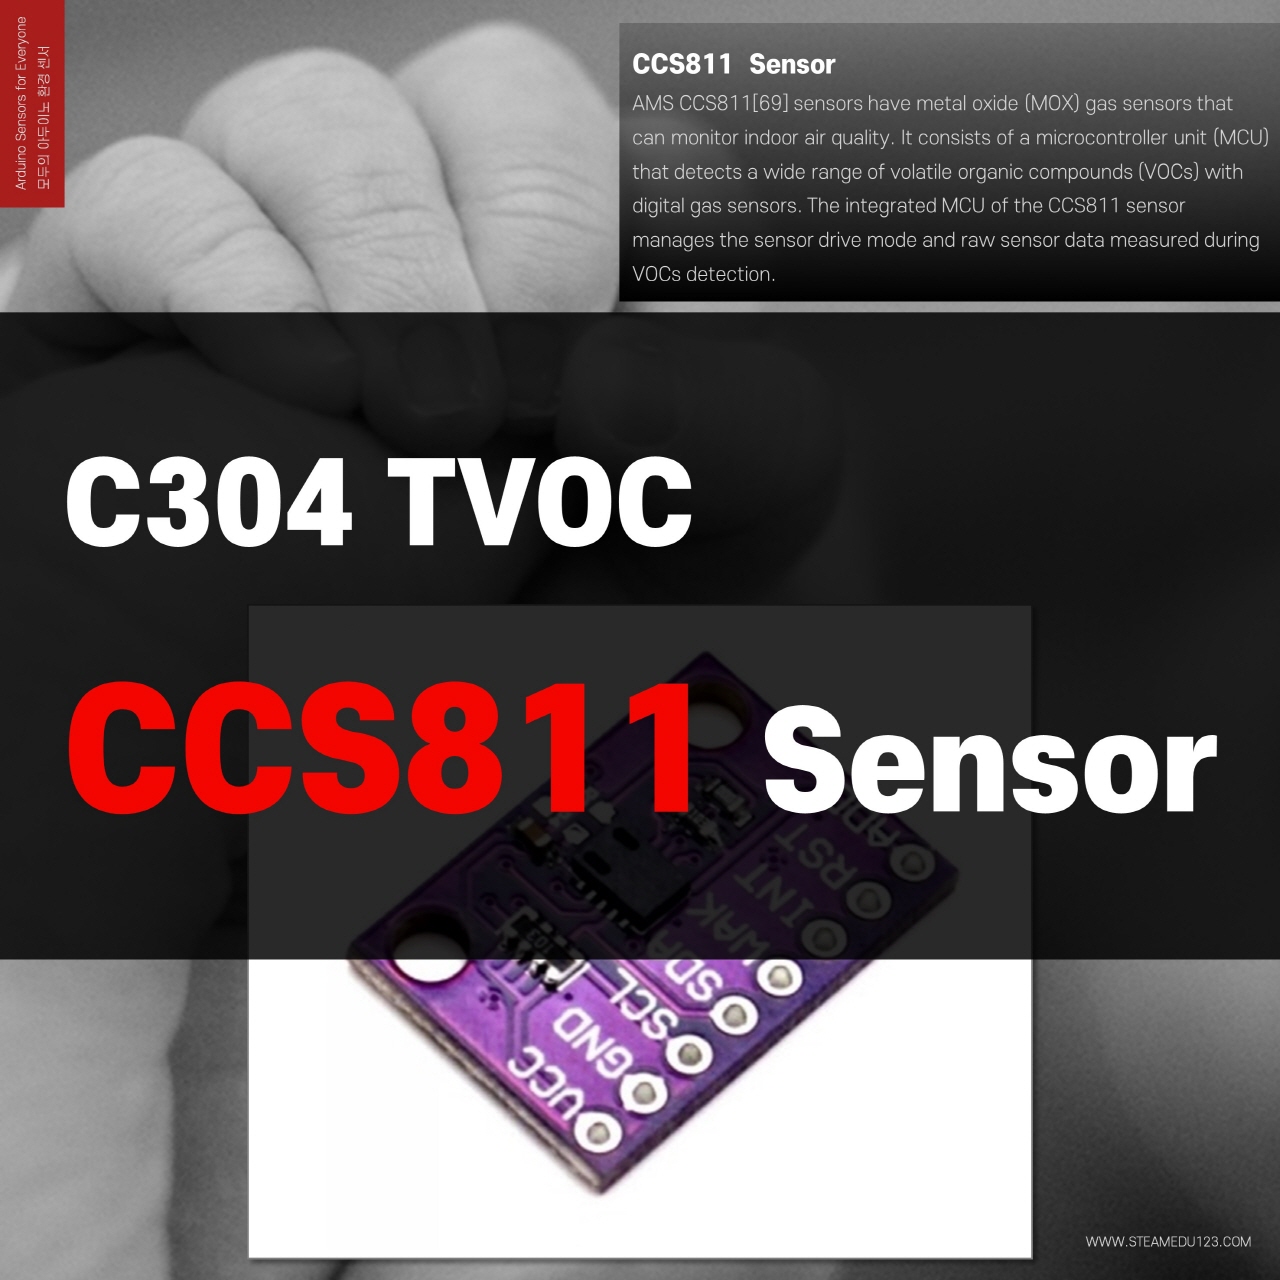 Arduino Sensors for Everyone
모두의 아두이노 환경 센서
CCS811 Sensor
AMS CCS811[69] sensors have metal oxide (MOX) gas sensors that
can monitor indoor air quality. It consists of a microcontroller unit (MCU)
that detects a wide range of volatile organic compounds (VOCs) with
digital gas sensors. The integrated MCU of the CCS811 sensor
manages the sensor drive mode and raw sensor data measured during
VOCs detection.
C304 TVOC
CCS811 Sensor
RST
INT
WAK
SDA
SCL
GND
VCC
WWW.STEAMEDU123.COM